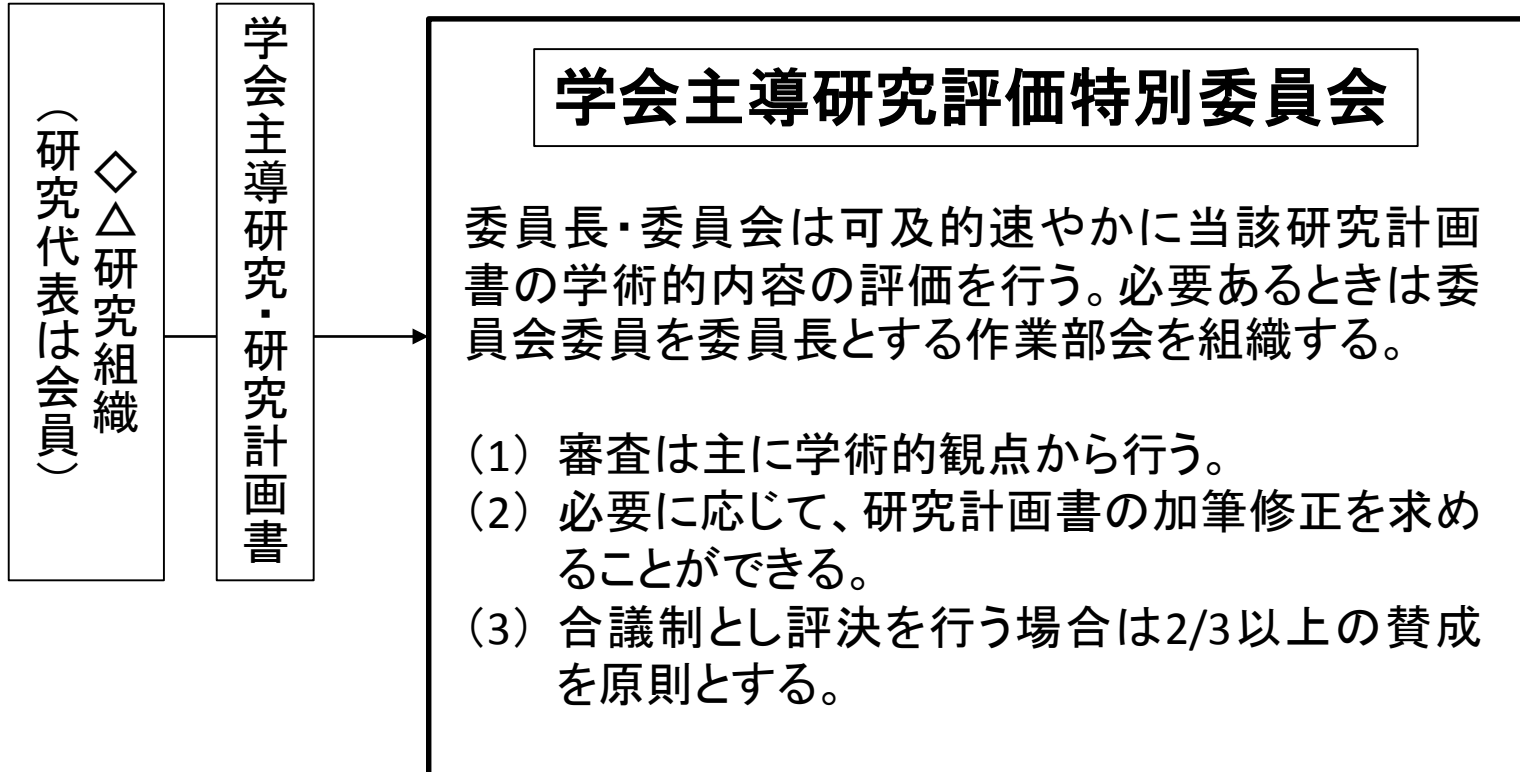 ◇△研究組織
（研究代表は会員）
学会主導研究・研究計画書
学会主導研究評価特別委員会
委員長・委員会は可及的速やかに当該研究計画
書の学術的内容の評価を行う。必要あるときは委
員会委員を委員長とする作業部会を組織する。
（1） 審査は主に学術的観点から行う。
（2） 必要に応じて、研究計画書の加筆修正を求め
ることができる。
（3） 合議制とし評決を行う場合は2/3以上の賛成
を原則とする。